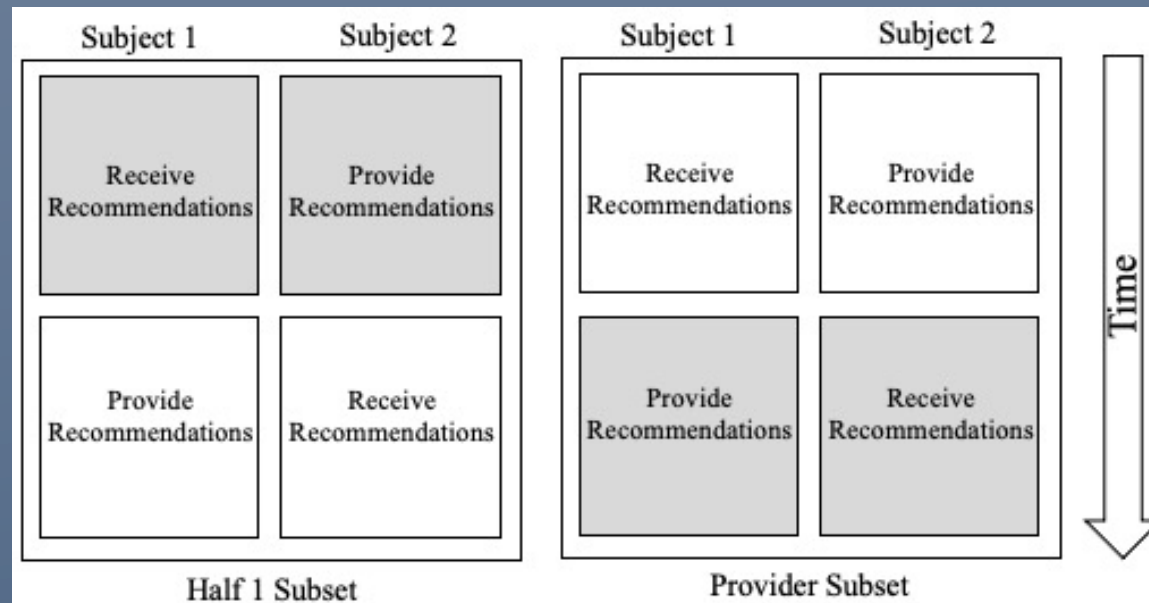 Subject 1
Subject 2
Receive
Recommendations
Provide
Recommendations
Provide
Recommendations
Receive
Recommendations
Half 1 Subset
Subject 1
Subject 2
Receive
Recommendations
Provide
Recommendations
Provide
Recommendations
Receive
Recommendations
Provider Subset
Time